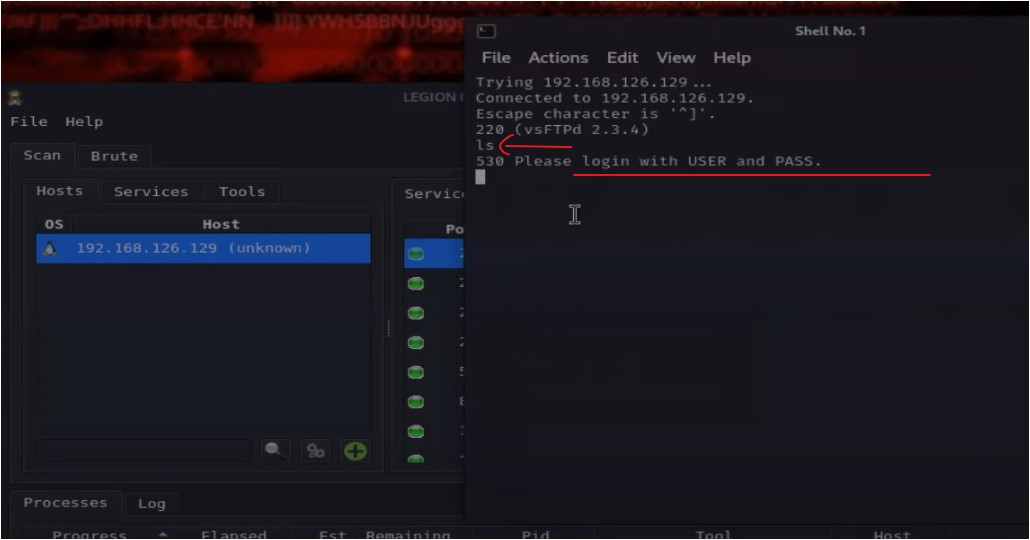 Shell No. 1
File Actions Edit View Help
Trying 192.168.126.129...
Connected to 192.168.126.129.
Escape character is '^]'.
220 (vsFTPd 2.3.4)
ls
530 Please login with USER and PASS.
LEGION
File Help
Scan Brute
Hosts Services Tools
OS Host
192.168.126.129 (unknown)
Processes Log
Progress Elapsed Est. Remaining Pid Tool Host